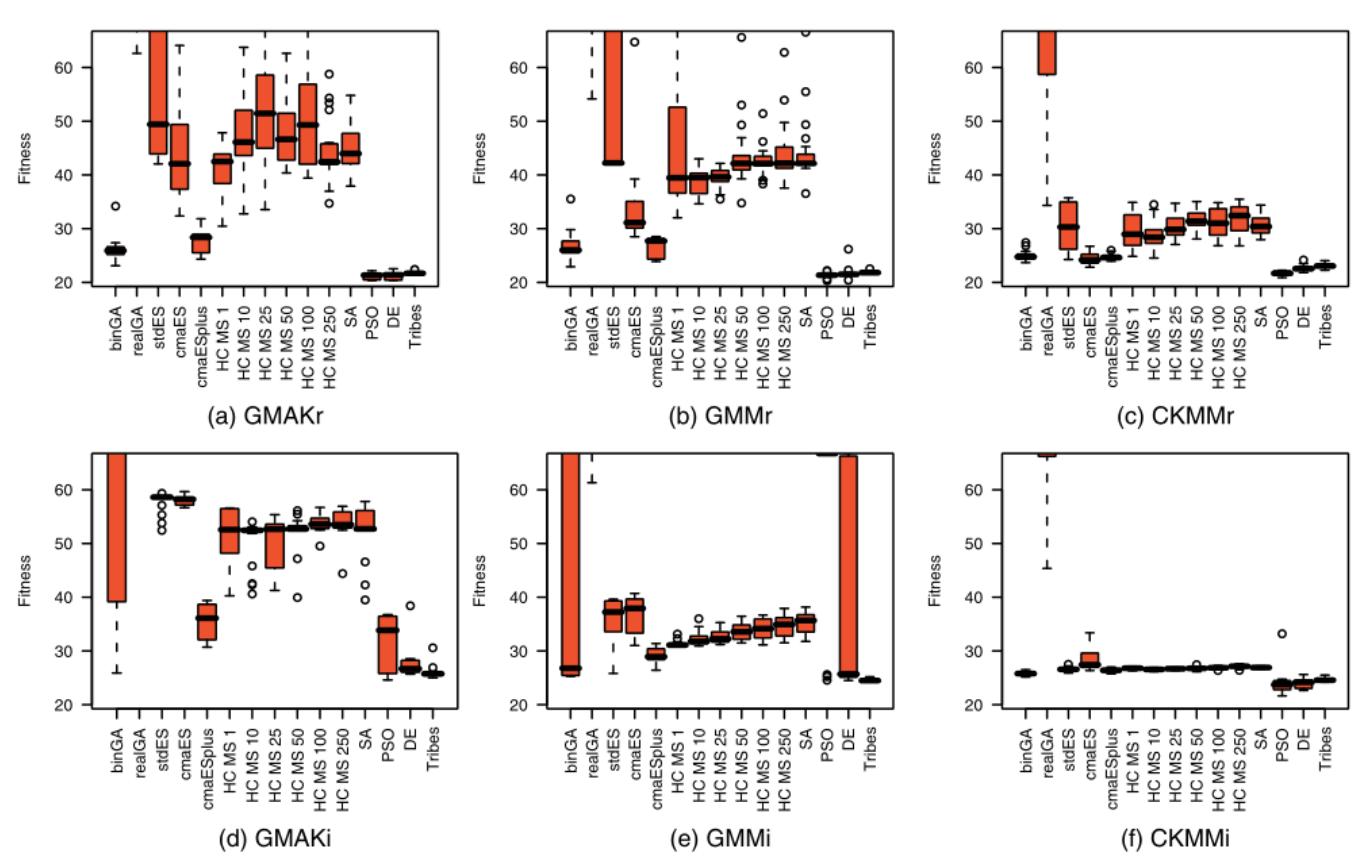 Fitness
60
50
40
30
20
binGA
realGA
stdES
cmaES
cmaESplus
HC MS 1
HC MS 10
HC MS 25
HC MS 50
HC MS 100
HC MS 250
SA
PSO
DE
Tribes
(a) GMAKr
Fitness
60
50
40
30
20
binGA
realGA
stdES
cmaES
cmaESplus
HC MS 1
HC MS 10
HC MS 25
HC MS 50
HC MS 100
HC MS 250
SA
PSO
DE
Tribes
(b) GMMr
Fitness
60
50
40
30
20
binGA
realGA
stdES
cmaES
cmaESplus
HC MS 1
HC MS 10
HC MS 25
HC MS 50
HC MS 100
HC MS 250
SA
PSO
DE
Tribes
(c) CKMMr
Fitness
60
50
40
30
20
binGA
realGA
stdES
cmaES
cmaESplus
HC MS 1
HC MS 10
HC MS 25
HC MS 50
HC MS 100
HC MS 250
SA
PSO
DE
Tribes
(d) GMAKi
Fitness
60
50
40
30
20
binGA
realGA
stdES
cmaES
cmaESplus
HC MS 1
HC MS 10
HC MS 25
HC MS 50
HC MS 100
HC MS 250
SA
PSO
DE
Tribes
(e) GMMi
Fitness
60
50
40
30
20
binGA
realGA
stdES
cmaES
cmaESplus
HC MS 1
HC MS 10
HC MS 25
HC MS 50
HC MS 100
HC MS 250
SA
PSO
DE
Tribes
(f) CKMMi